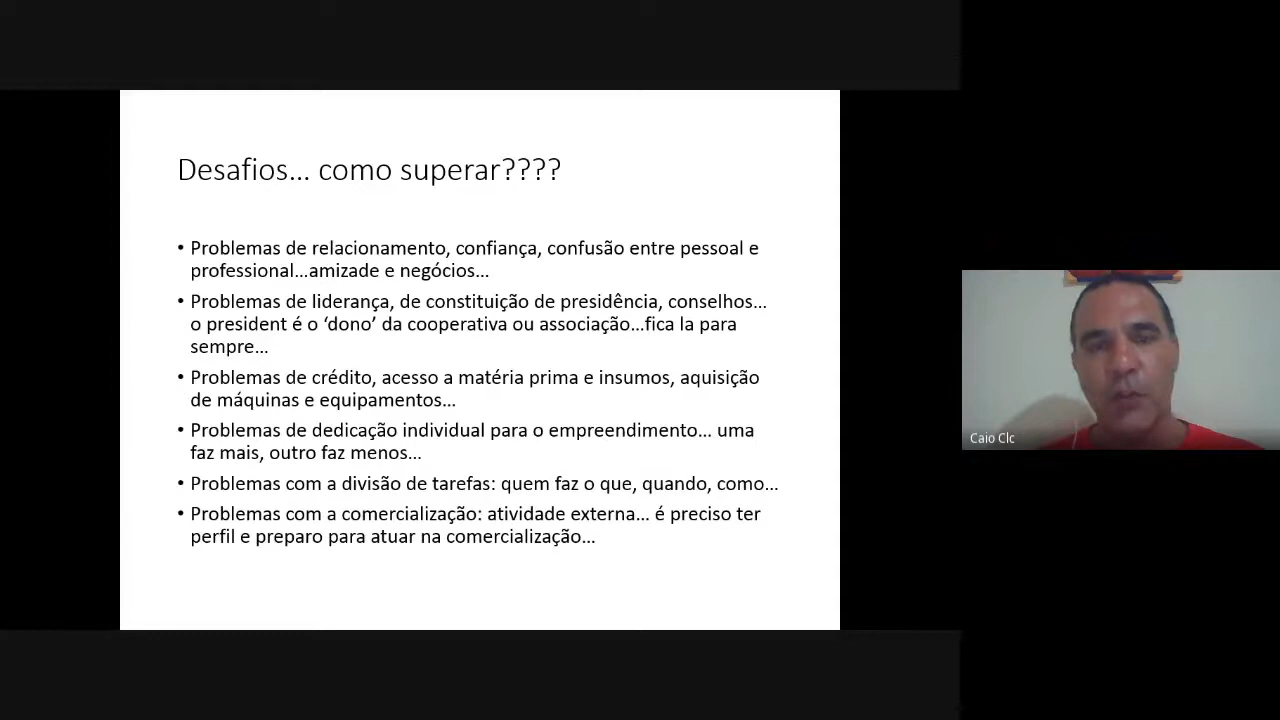 Desafios... como superar????
• Problemas de relacionamento, confiança, confusão entre pessoal e
professional...amizade e negócios...
• Problemas de liderança, de constituição de presidência, conselhos...
o president é o ‘dono’ da cooperativa ou associação...fica la para
sempre...
• Problemas de crédito, acesso a matéria prima e insumos, aquisição
de máquinas e equipamentos...
• Problemas de dedicação individual para o empreendimento... uma
faz mais, outro faz menos...
• Problemas com a divisão de tarefas: quem faz o que, quando, como...
• Problemas com a comercialização: atividade externa... é preciso ter
perfil e preparo para atuar na comercialização...
Caio Clc